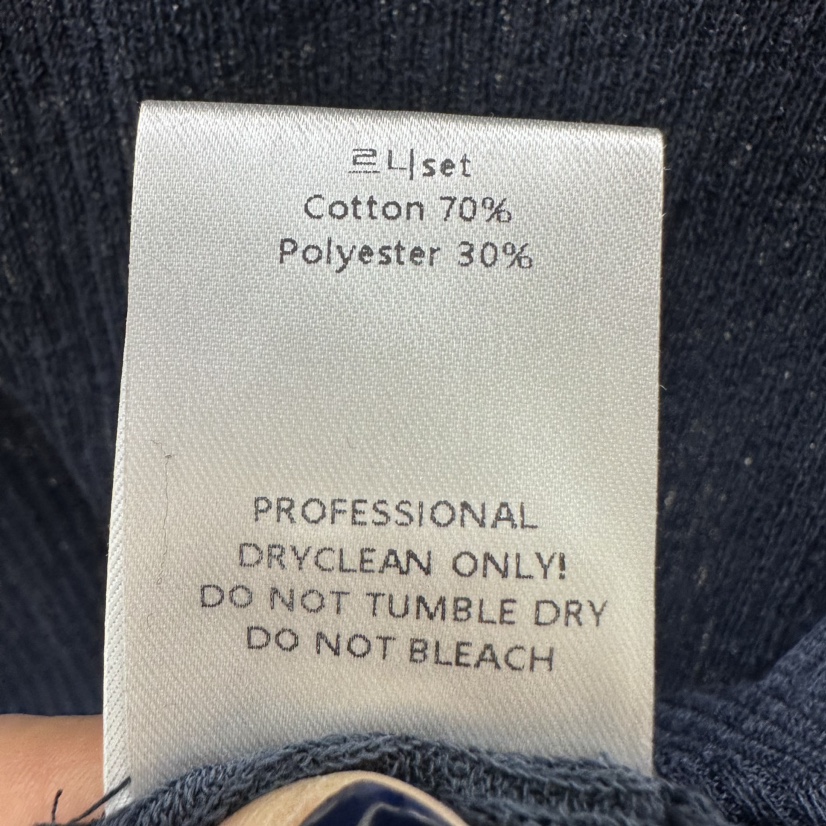 르니set
Cotton 70%
Polyester 30%
PROFESSIONAL
DRYCLEAN ONLY!
DO NOT TUMBLE DRY
DO NOT BLEACH